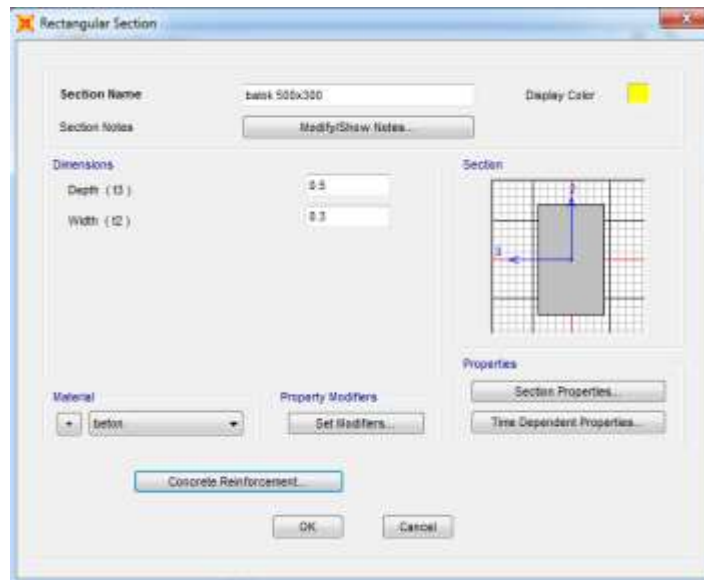 Rectangular Section
Section Name
balok 500x300
Display Color
Section Notes
Modify/Show Notes...
Dimensions
Depth ( t3 )
0.5
Width ( t2 )
0.3
Section
2
3
Properties
Section Properties...
Time Dependent Properties...
Material
+
beton
Property Modifiers
Set Modifiers...
Concrete Reinforcement...
OK
Cancel